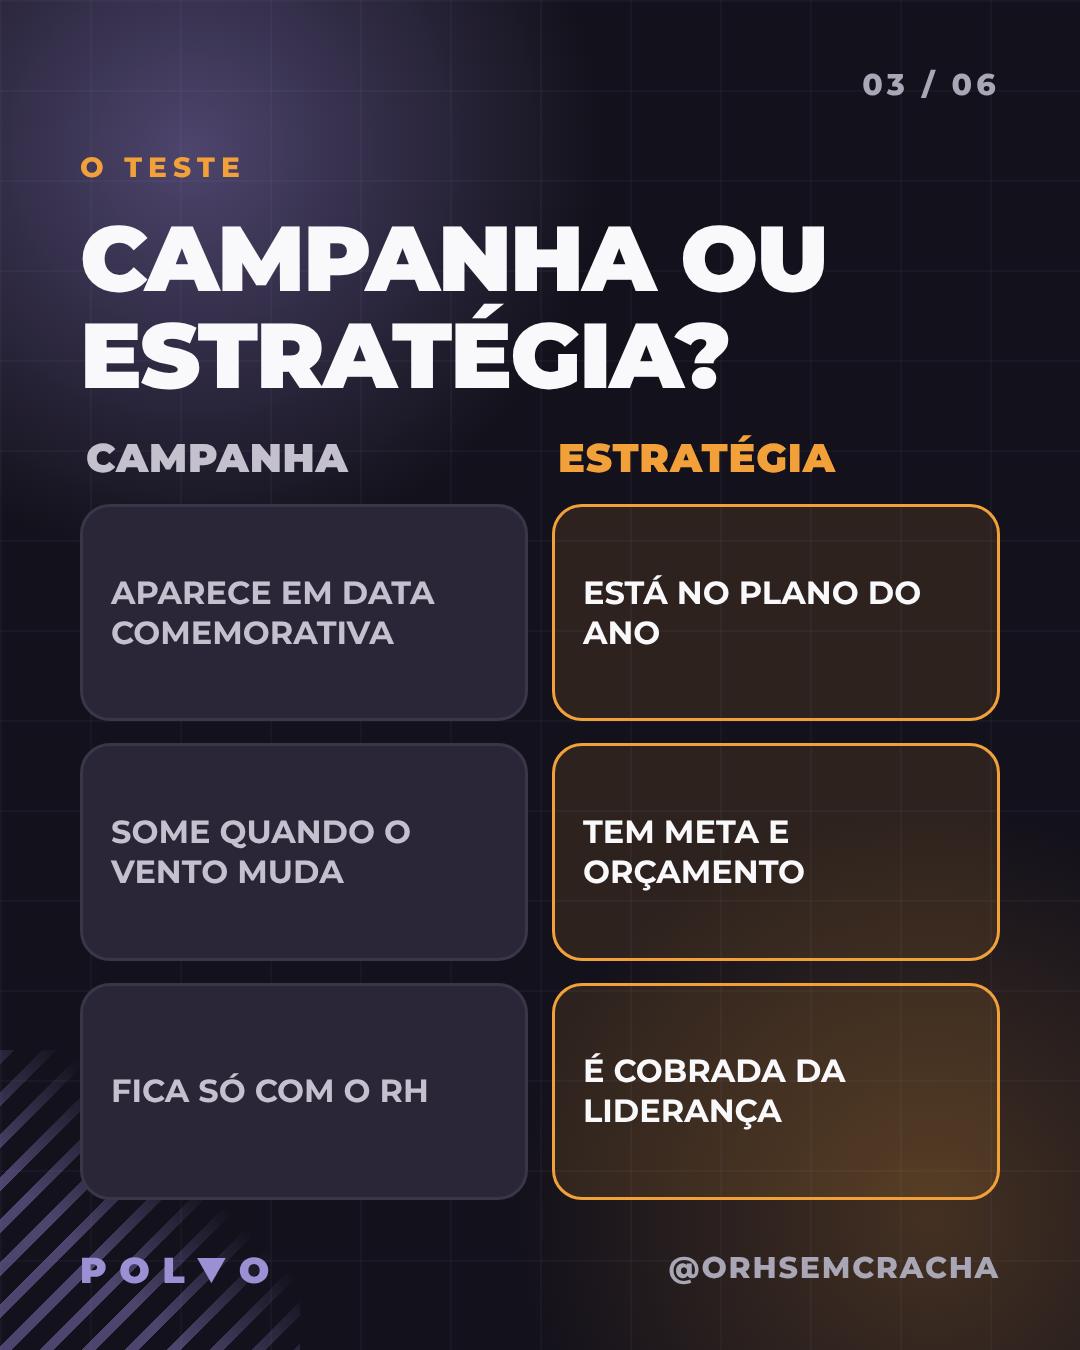 03 / 06
O TESTE
CAMPANHA OU
ESTRATÉGIA?
CAMPANHA
ESTRATÉGIA
APARECE EM DATA
COMEMORATIVA
ESTÁ NO PLANO DO
ANO
SOME QUANDO O
VENTO MUDA
TEM META E
ORÇAMENTO
FICA SÓ COM O RH
É COBRADA DA
LIDERANÇA
POL▼O
@ORHSEMCRACHA